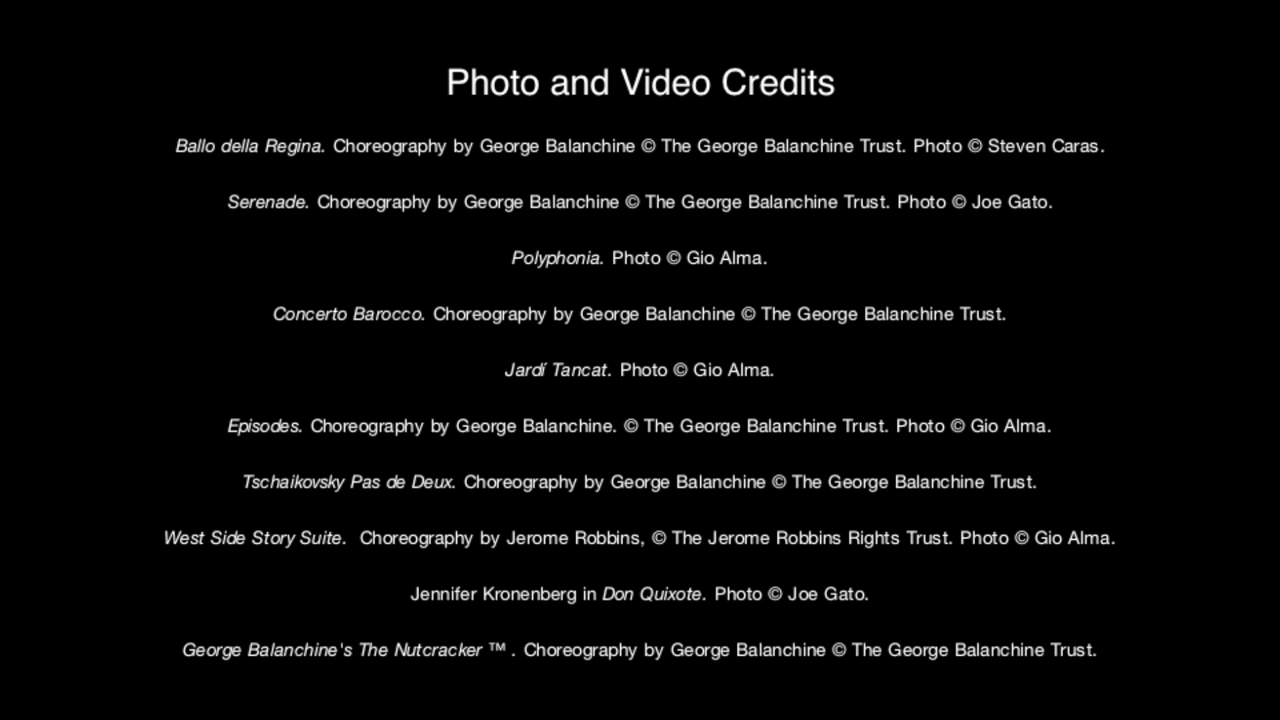 Photo and Video Credits
Ballo della Regina. Choreography by George Balanchine © The George Balanchine Trust. Photo © Steven Caras.
Serenade. Choreography by George Balanchine © The George Balanchine Trust. Photo © Joe Gato.
Polyphonia. Photo © Gio Alma.
Concerto Barocco. Choreography by George Balanchine © The George Balanchine Trust.
Jardí Tancat. Photo © Gio Alma.
Episodes. Choreography by George Balanchine. © The George Balanchine Trust. Photo © Gio Alma.
Tschaikovsky Pas de Deux. Choreography by George Balanchine © The George Balanchine Trust.
West Side Story Suite. Choreography by Jerome Robbins, © The Jerome Robbins Rights Trust. Photo © Gio Alma.
Jennifer Kronenberg in Don Quixote. Photo © Joe Gato.
George Balanchine's The Nutcracker ™ . Choreography by George Balanchine © The George Balanchine Trust.